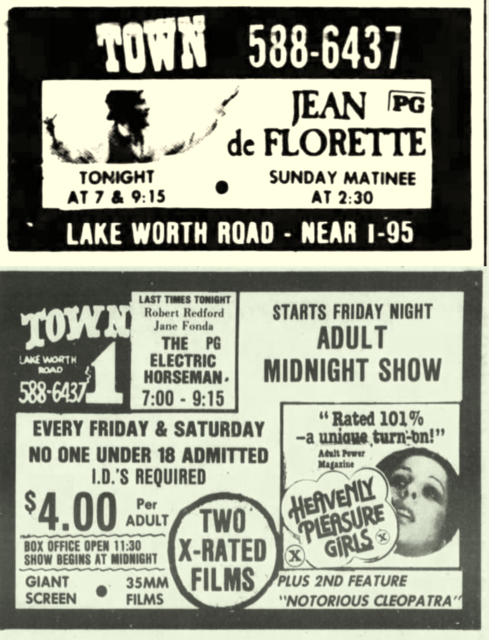 TOWN 588-6437
JEAN PG
de FLORETTE
TONIGHT
AT 7 & 9:15
SUNDAY MATINEE
AT 2:30
LAKE WORTH ROAD - NEAR I-95
TOWN 1
LAKE WORTH
ROAD
588-6437
LAST TIMES TONIGHT
Robert Redford
Jane Fonda
THE PG
ELECTRIC
HORSEMAN.
7:00 - 9:15
STARTS FRIDAY NIGHT
ADULT
MIDNIGHT SHOW
EVERY FRIDAY & SATURDAY
NO ONE UNDER 18 ADMITTED
I.D.'S REQUIRED
$4.00 Per
ADULT
BOX OFFICE OPEN 11:30
SHOW BEGINS AT MIDNIGHT
GIANT
SCREEN
35MM
FILMS
TWO
X-RATED
FILMS
"Rated 101%
–a unique turn-on!"
Adult Power
Magazine
HEAVENLY
PLEASURE
GIRLS
X
X
PLUS 2ND FEATURE
"NOTORIOUS CLEOPATRA"